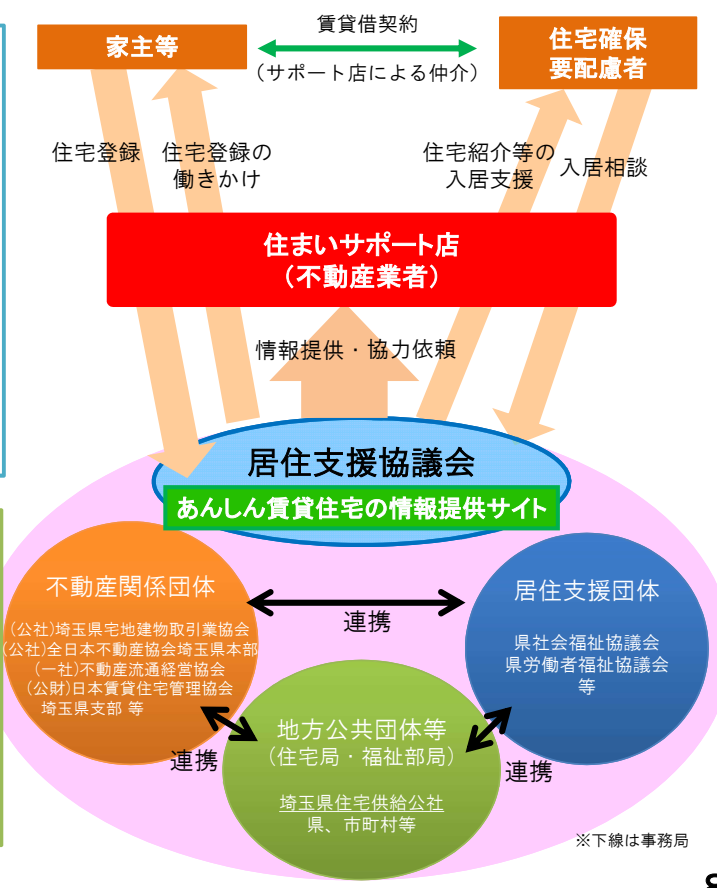 家主等
賃貸借契約
(サポート店による仲介)
住宅確保
要配慮者
住宅登録
住宅登録の
働きかけ
住宅紹介等の
入居支援
入居相談
住まいサポート店
(不動産業者)
情報提供・協力依頼
居住支援協議会
あんしん賃貸住宅の情報提供サイト
不動産関係団体
(公社)埼玉県宅地建物取引業協会
(公社)全日本不動産協会埼玉県本部
(一社)不動産流通経営協会
(公財)日本賃貸住宅管理協会
埼玉県支部 等
連携
居住支援団体
県社会福祉協議会
県労働者福祉協議会
等
連携
地方公共団体等
(住宅局・福祉部局)
埼玉県住宅供給公社
県、市町村等
連携
※下線は事務局